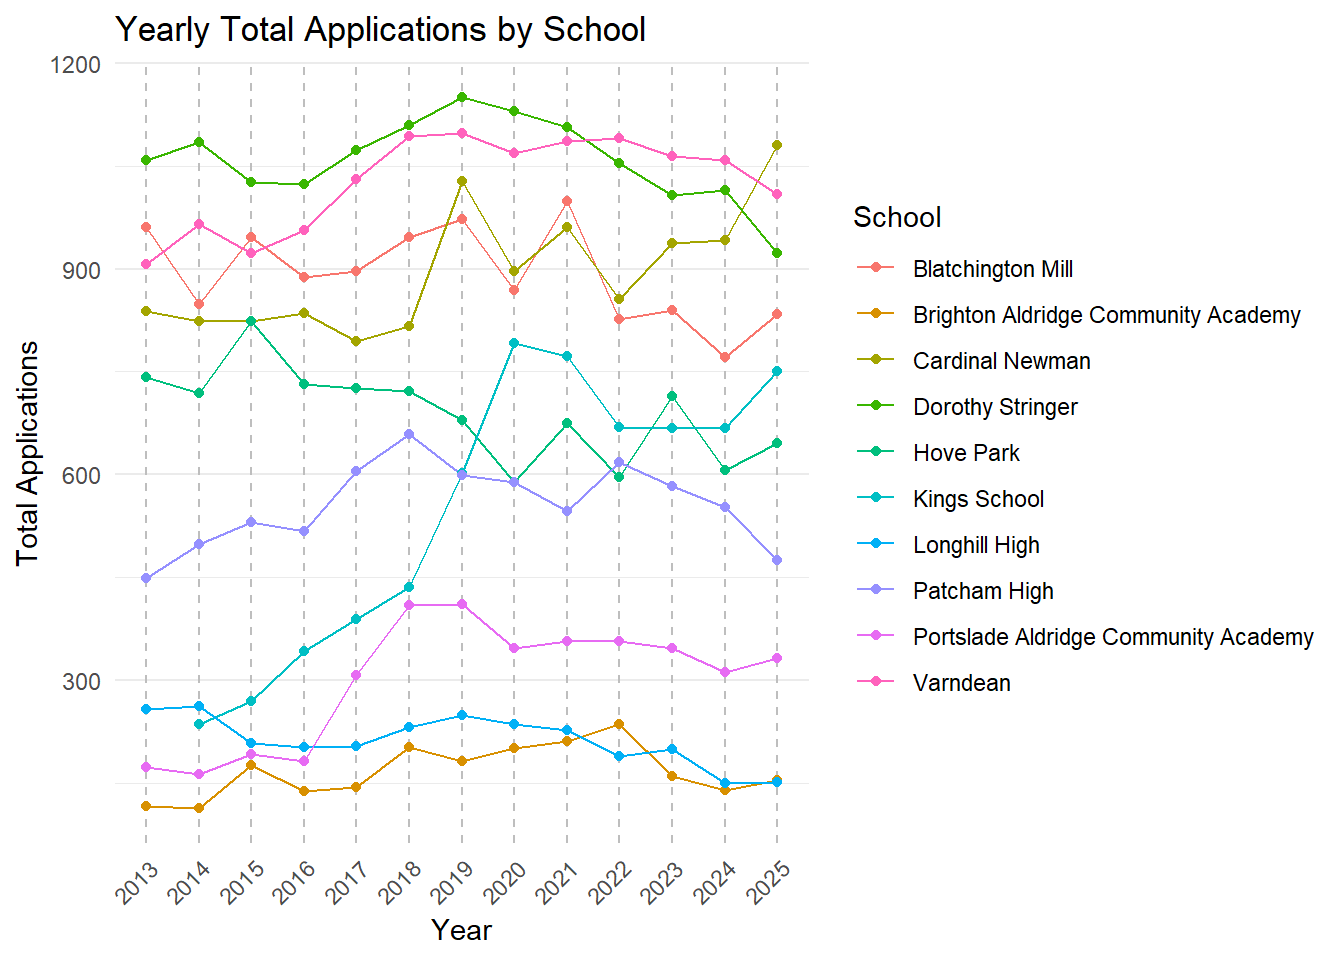 Yearly Total Applications by School
1200
900
600
300
Total Applications
2013
2014
2015
2016
2017
2018
2019
2020
2021
2022
2023
2024
2025
Year
School
Blatchington Mill
Brighton Aldridge Community Academy
Cardinal Newman
Dorothy Stringer
Hove Park
Kings School
Longhill High
Patcham High
Portslade Aldridge Community Academy
Varndean